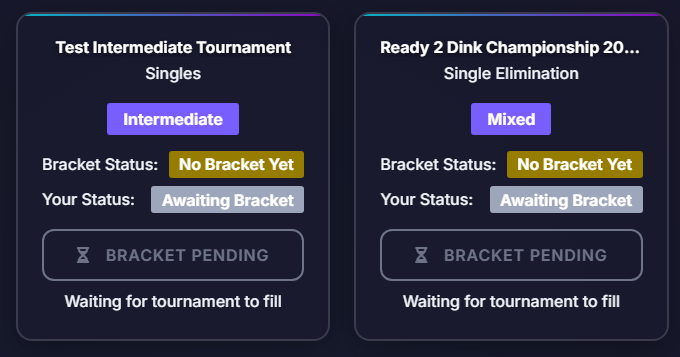 Test Intermediate Tournament
Singles
Intermediate
Bracket Status: No Bracket Yet
Your Status: Awaiting Bracket
BRACKET PENDING
Waiting for tournament to fill
Ready 2 Dink Championship 20...
Single Elimination
Mixed
Bracket Status: No Bracket Yet
Your Status: Awaiting Bracket
BRACKET PENDING
Waiting for tournament to fill